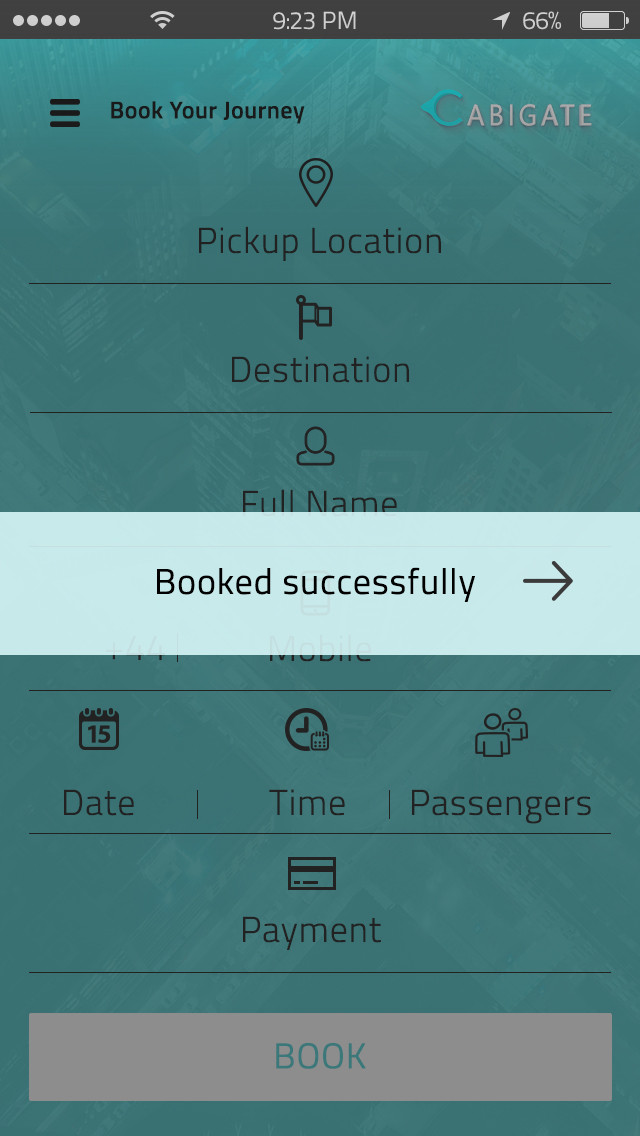 9:23 PM 66%
Book Your Journey
CABIGATE
Pickup Location
Destination
Full Name
Booked successfully
+44 Mobile
15
Date Time Passengers
Payment
BOOK